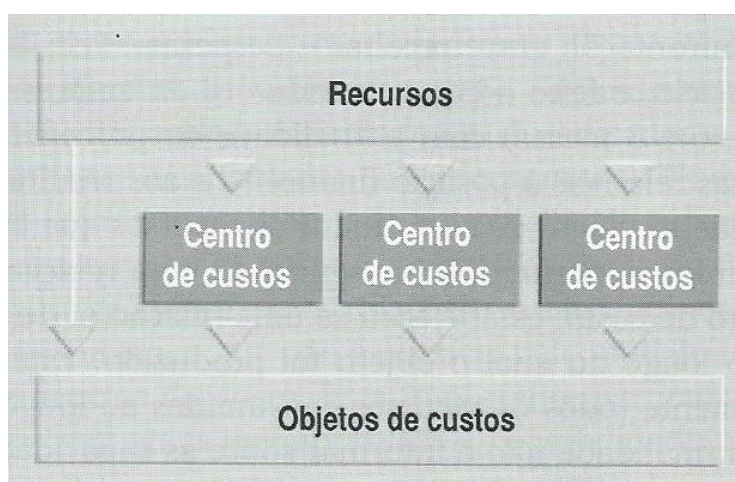 Recursos
Centro
de custos
Centro
de custos
Centro
de custos
Objetos de custos